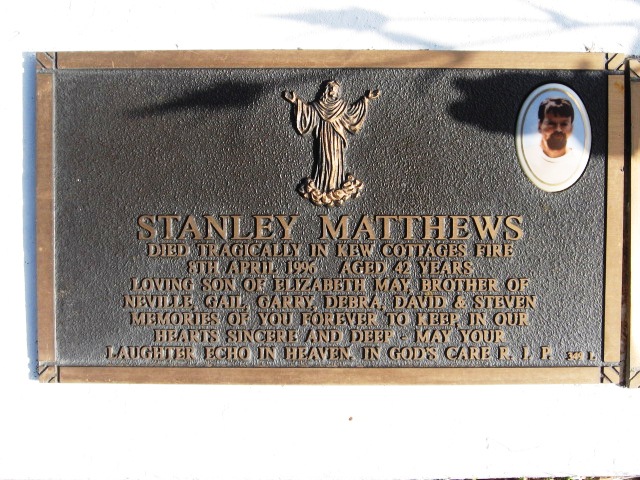 STANLEY MATTHEWS
DIED TRAGICALLY IN KEW COTTAGES FIRE
8TH APRIL 1996 AGED 42 YEARS
LOVING SON OF ELIZABETH MAY, BROTHER OF
NEVILLE, GAIL, GARRY, DEBRA, DAVID & STEVEN
MEMORIES OF YOU FOREVER TO KEEP, IN OUR
HEARTS SINCERE AND DEEP - MAY YOUR
LAUGHTER ECHO IN HEAVEN, IN GOD'S CARE R. I. P.